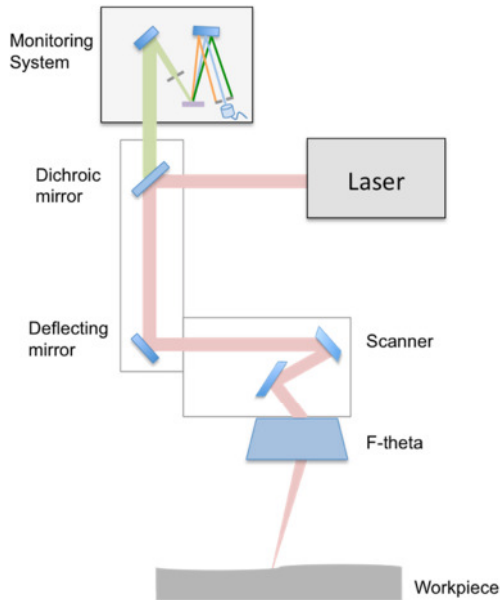 Monitoring
System
Dichroic
mirror
Laser
Deflecting
mirror
Scanner
F-theta
Workpiece